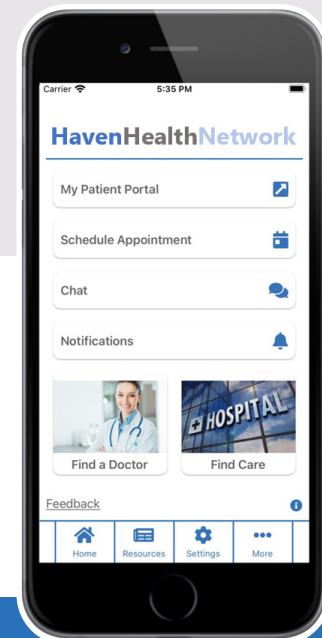 Carrier 5:35 PM
HavenHealthNetwork
My Patient Portal
Schedule Appointment
Chat
Notifications
HOSPITAL
Find a Doctor Find Care
Feedback
Home Resources Settings More